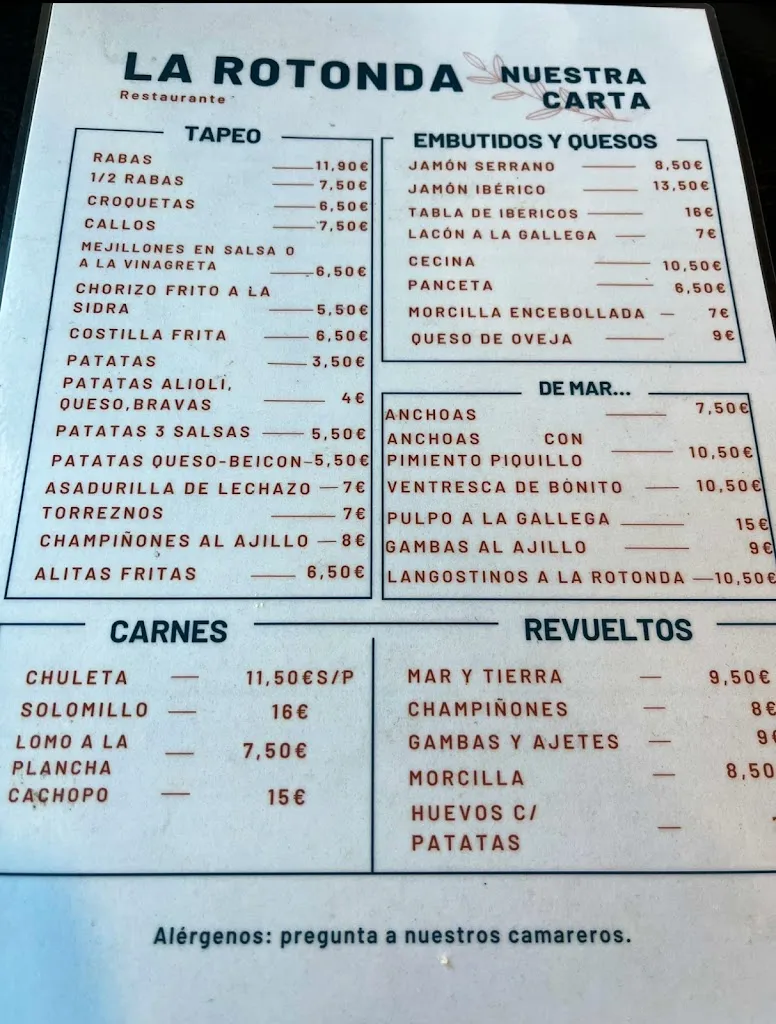 LA ROTONDA
Restaurante
NUESTRA
CARTA
TAPEO
RABAS 11,90€
1/2 RABAS 7,50€
CROQUETAS 6,50€
CALLOS 7,50€
MEJILLONES EN SALSA O
A LA VINAGRETA 6,50€
CHORIZO FRITO A LA
SIDRA 5,50€
COSTILLA FRITA 6,50€
PATATAS 3,50€
PATATAS ALIOLI,
QUESO,BRAVAS 4€
PATATAS 3 SALSAS 5,50€
PATATAS QUESO-BEICON 5,50€
ASADURILLA DE LECHAZO 7€
TORREZNOS 7€
CHAMPIÑONES AL AJILLO 8€
ALITAS FRITAS 6,50€
EMBUTIDOS Y QUESOS
JAMÓN SERRANO 8,50€
JAMÓN IBÉRICO 13,50€
TABLA DE IBERICOS 16€
LACÓN A LA GALLEGA 7€
CECINA 10,50€
PANCETA 6,50€
MORCILLA ENCEBOLLADA 7€
QUESO DE OVEJA 9€
DE MAR...
ANCHOAS 7,50€
ANCHOAS CON
PIMIENTO PIQUILLO 10,50€
VENTRESCA DE BONITO 10,50€
PULPO A LA GALLEGA 15€
GAMBAS AL AJILLO 9€
LANGOSTINOS A LA ROTONDA 10,50€
CARNES
CHULETA 11,50€S/P
SOLOMILLO 16€
LOMO A LA
PLANCHA 7,50€
CACHOPO 15€
REVUELTOS
MAR Y TIERRA 9,50€
CHAMPIÑONES 8€
GAMBAS Y AJETES 9€
MORCILLA 8,50
HUEVOS C/
PATATAS
Alérgenos: pregunta a nuestros camareros.